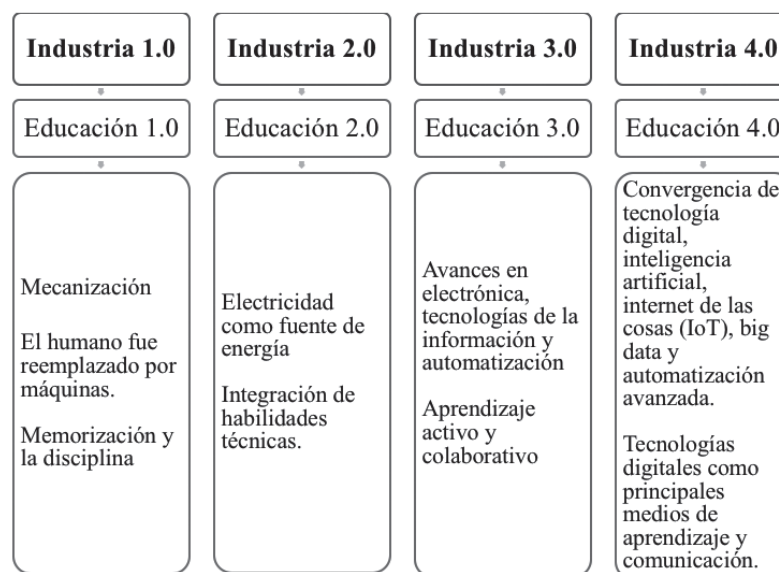 Industria 1.0
Educación 1.0
Mecanización
El humano fue
reemplazado por
máquinas.
Memorización y
la disciplina
Industria 2.0
Educación 2.0
Electricidad
como fuente de
energía
Integración de
habilidades
técnicas.
Industria 3.0
Educación 3.0
Avances en
electrónica,
tecnologías de la
información y
automatización
Aprendizaje
activo y
colaborativo
Industria 4.0
Educación 4.0
Convergencia de
tecnología
digital,
inteligencia
artificial,
internet de las
cosas (IoT), big
data y
automatización
avanzada.
Tecnologías
digitales como
principales
medios de
aprendizaje y
comunicación.